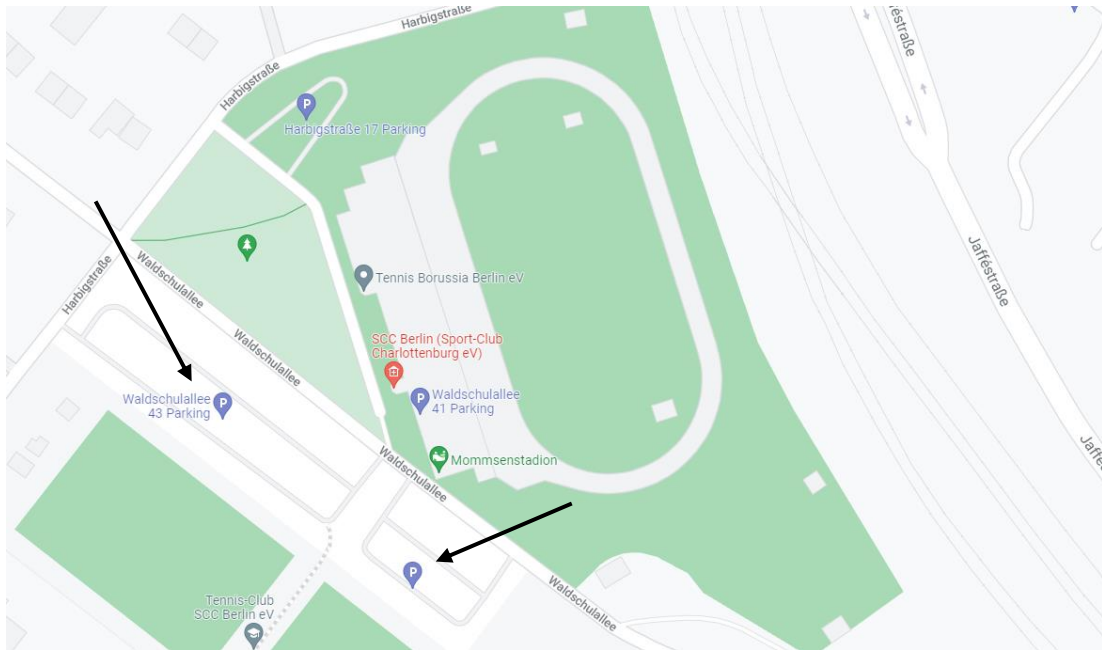 Harbigstraße
Harbigstraße
P
Harbigstraße 17 Parking
Jafféstraße
Harbigstraße
Waldschulallee
Tennis Borussia Berlin eV
Waldschulallee
SCC Berlin (Sport-Club
Charlottenburg eV)
Waldschulallee
43 Parking
P
P
Waldschulallee
41 Parking
Waldschulallee
Mommsenstadion
P
Waldschulallee
Tennis-Club
SCC Berlin eV